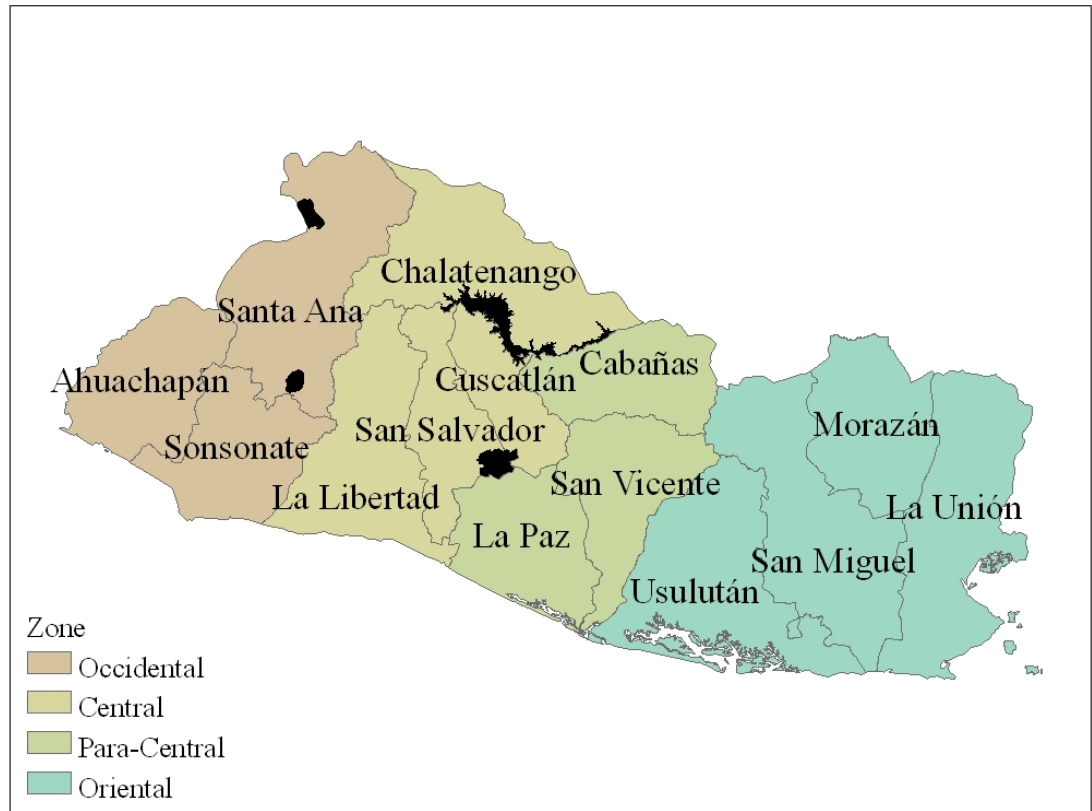 Chalatenango
Santa Ana
Cabañas
Ahuachapán
Cuscatlán
Morazán
San Salvador
Sonsonate
San Vicente
La Libertad
La Unión
La Paz
San Miguel
Usulután
Zone
Occidental
Central
Para-Central
Oriental